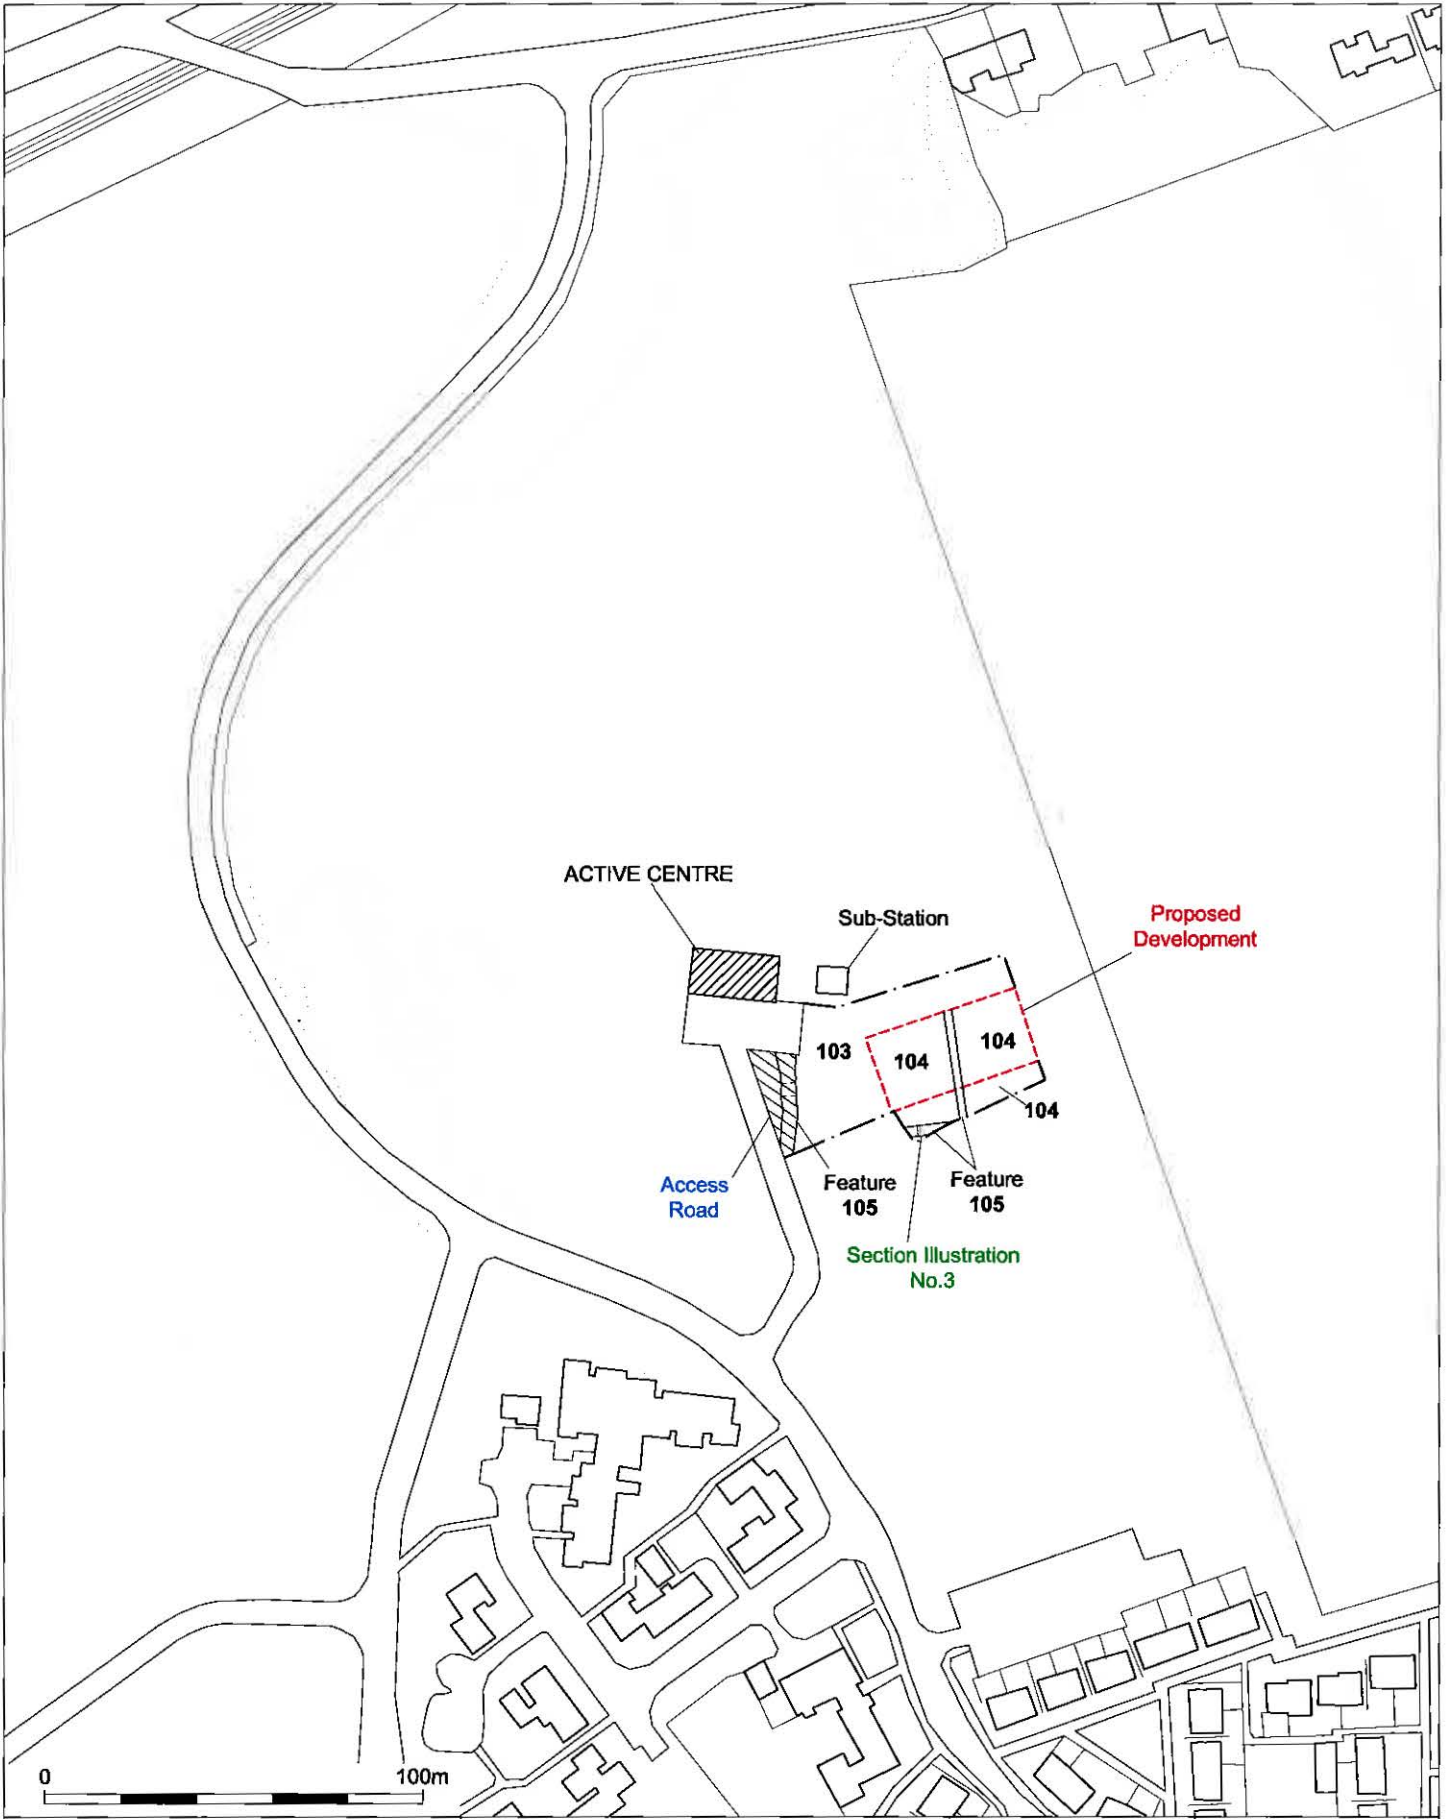 ACTIVE CENTRE
Sub-Station
Proposed
Development
103
104
104
104
Access
Road
Feature
105
Feature
105
Section Illustration
No.3
0
100m